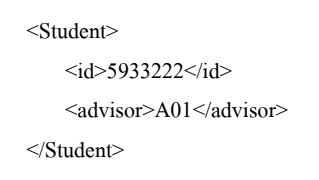 <Student>
<id>5933222</id>
<advisor>A01</advisor>
</Student>